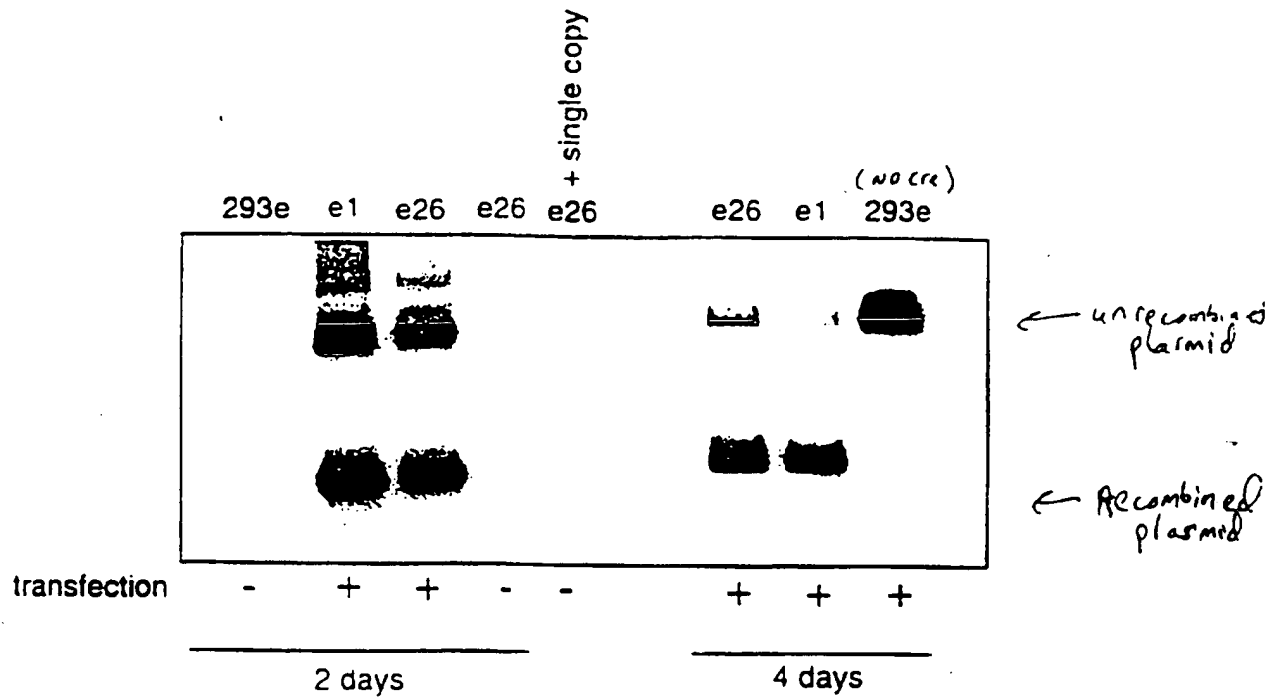 + single copy
(NO cre)
293e e1 e26 e26 e26 e26 e1 293e
← unrecombined
plasmid
← Recombined
plasmid
transfection - + + - - + + +
2 days 4 days